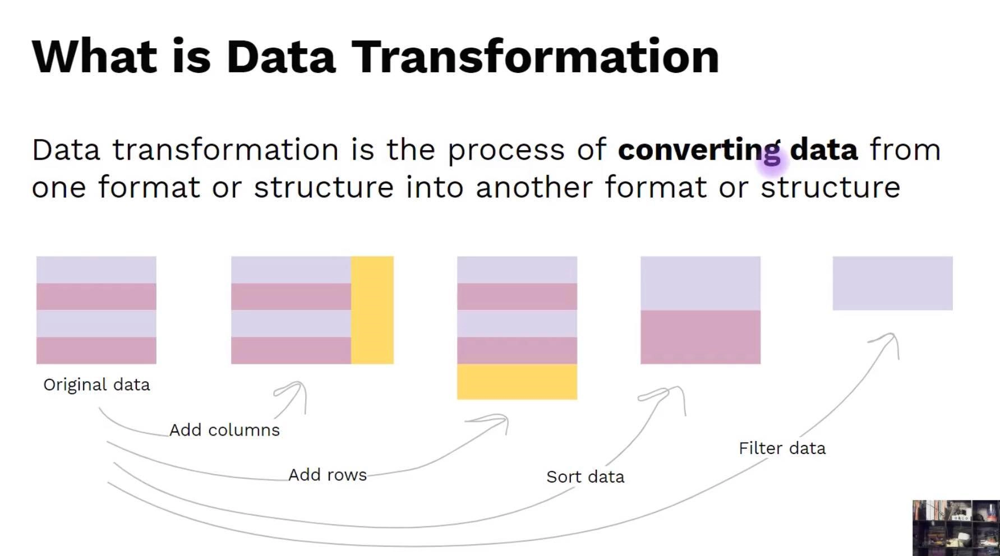 What is Data Transformation
Data transformation is the process of converting data from
one format or structure into another format or structure
Original data
Add columns
Add rows
Sort data
Filter data